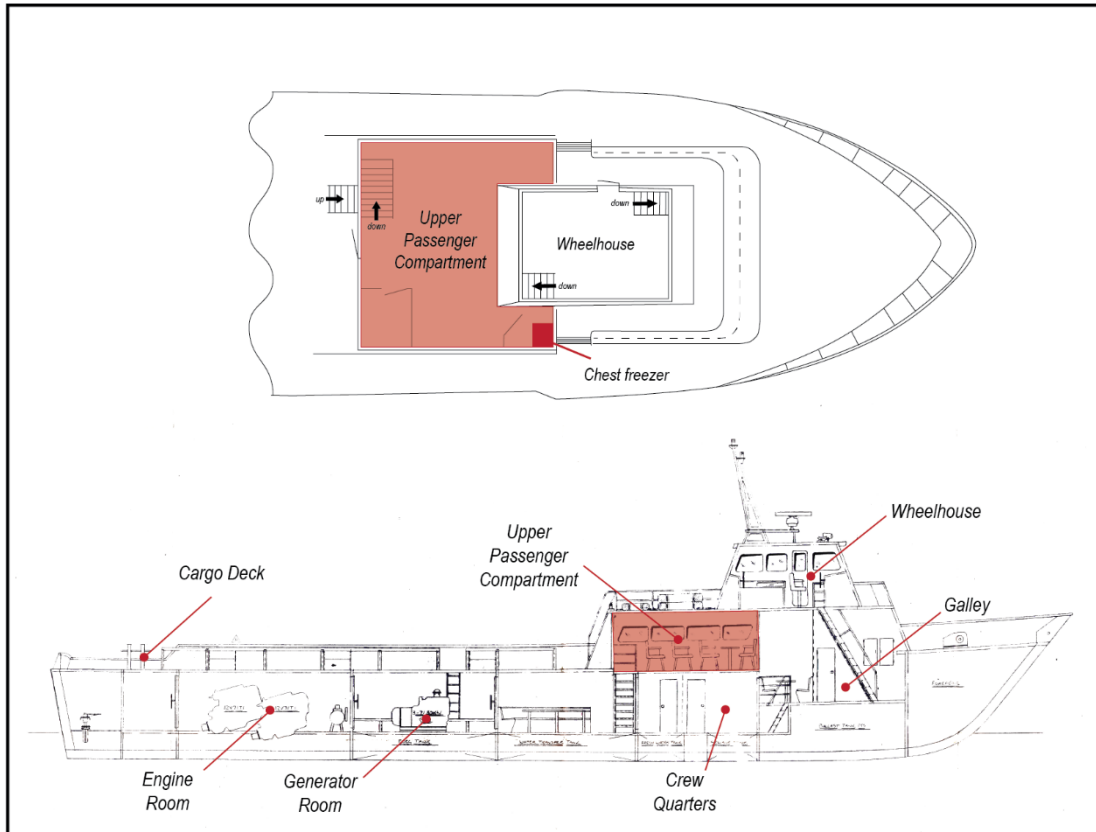 up
down
Upper
Passenger
Compartment
down
Wheelhouse
down
Chest freezer
Wheelhouse
Upper
Passenger
Compartment
Cargo Deck
Galley
Engine
Room
Generator
Room
Crew
Quarters